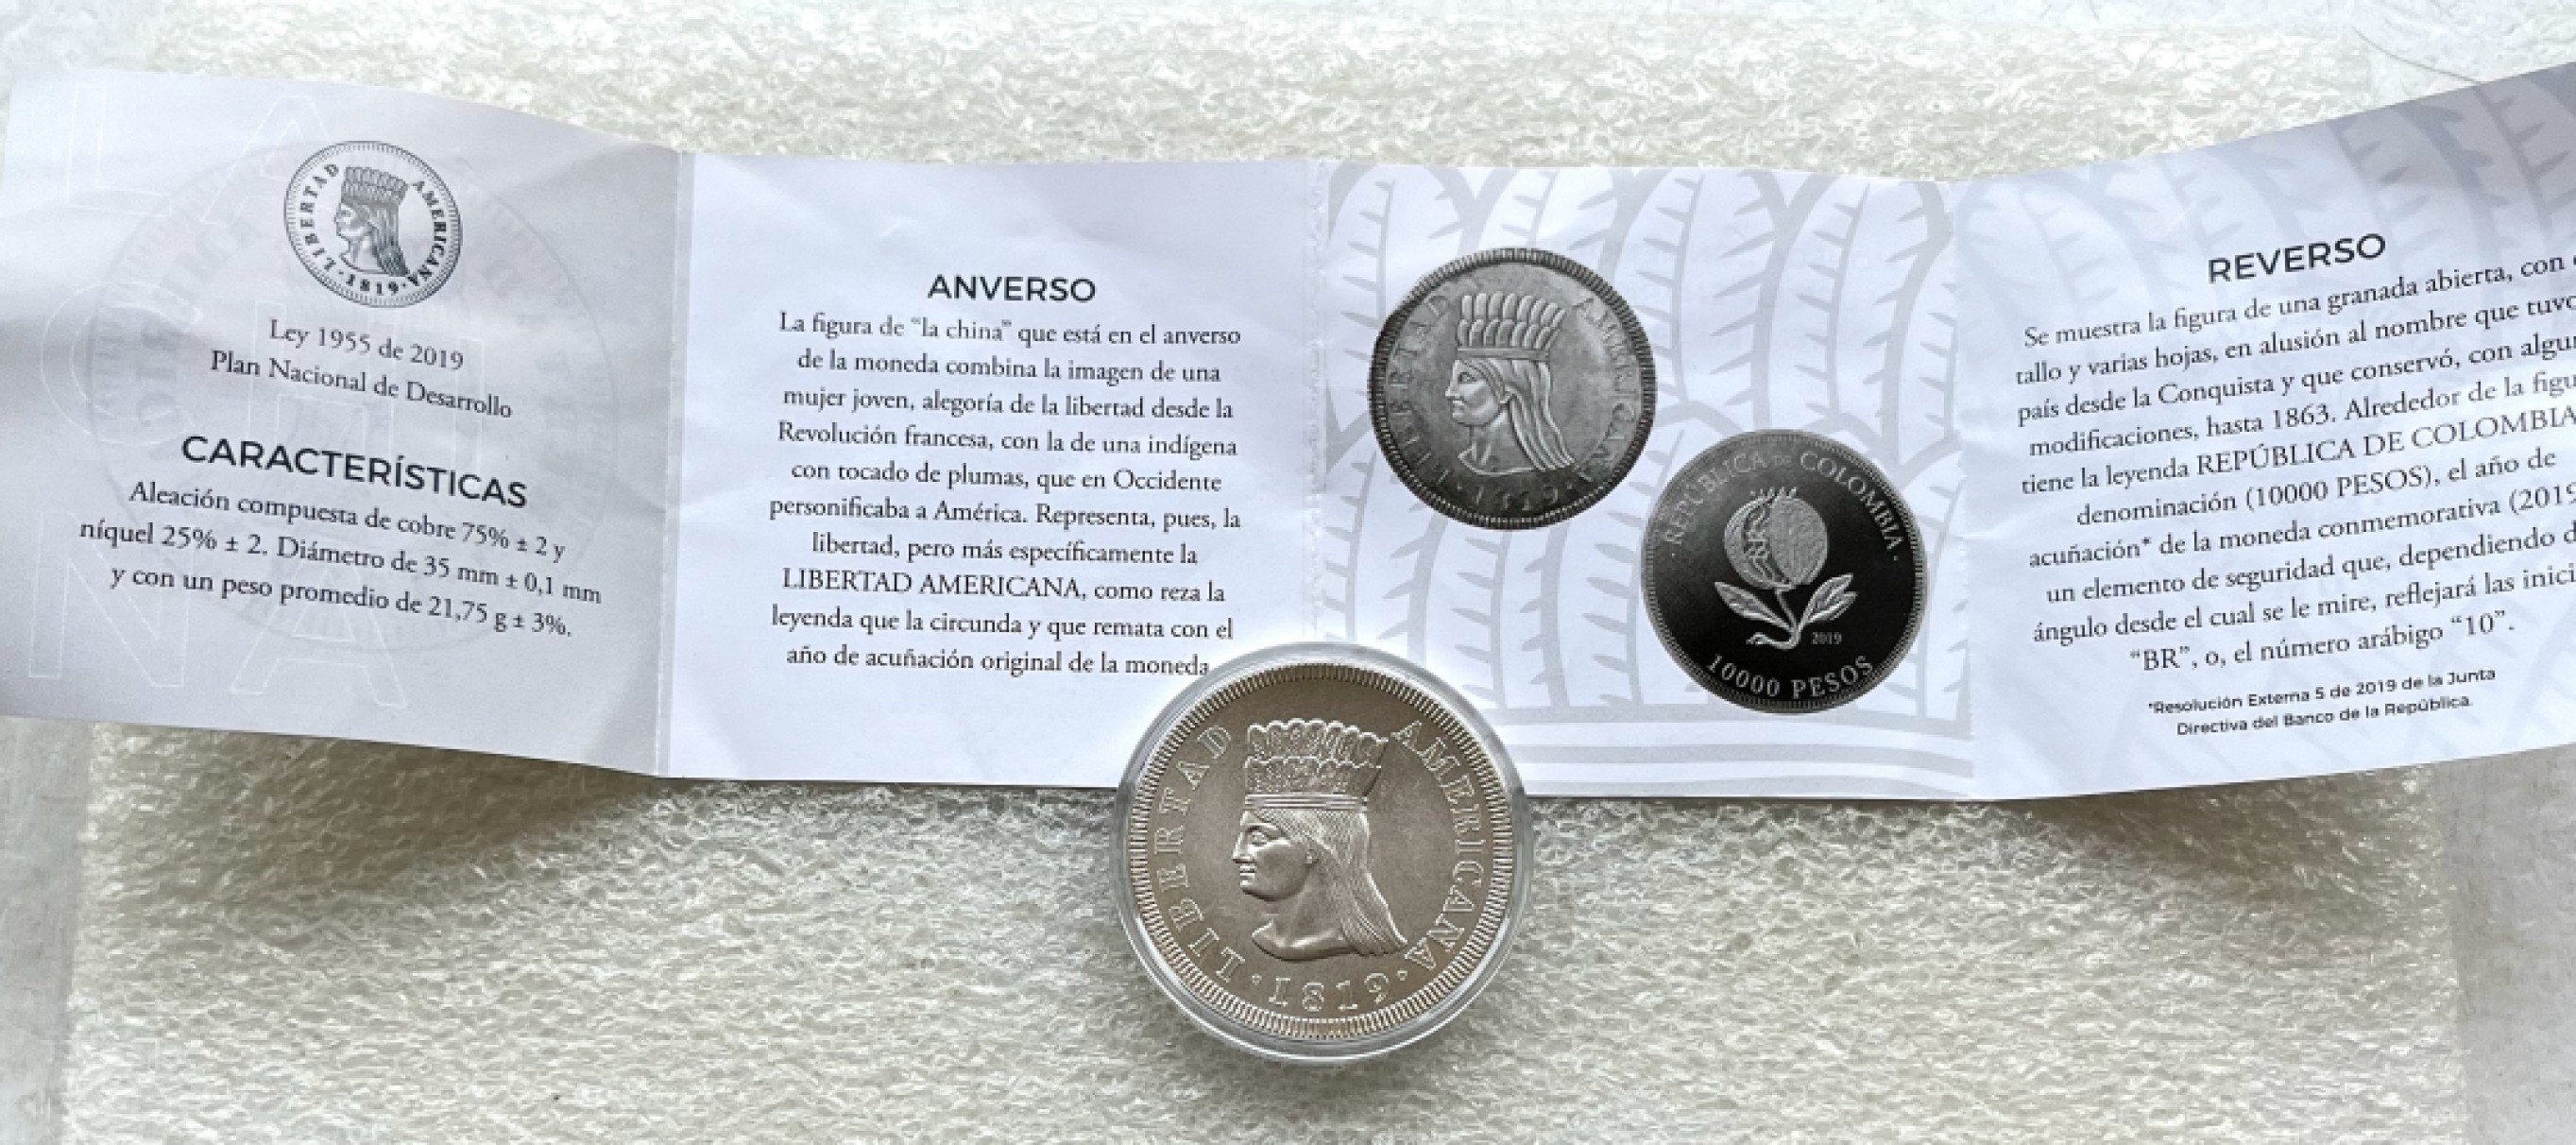 LIBERTAD AMERICANA
·1819·
Ley 1955 de 2019
Plan Nacional de Desarrollo
CARACTERÍSTICAS
Aleación compuesta de cobre 75% ± 2 y
níquel 25% ± 2. Diámetro de 35 mm ± 0,1 mm
y con un peso promedio de 21,75 g ± 3%.
LA
CHI
NA
ANVERSO
La figura de “la china” que está en el anverso
de la moneda combina la imagen de una
mujer joven, alegoría de la libertad desde la
Revolución francesa, con la de una indígena
con tocado de plumas, que en Occidente
personificaba a América. Representa, pues, la
libertad, pero más específicamente la
LIBERTAD AMERICANA, como reza la
leyenda que la circunda y que remata con el
año de acuñación original de la moneda
LIBERTAD AMERICANA
·1819·
REPÚBLICA DE COLOMBIA
2019
10000 PESOS
REVERSO
Se muestra la figura de una granada abierta, con
tallo y varias hojas, en alusión al nombre que tuvo
país desde la Conquista y que conservó, con
modificaciones, hasta 1863. Alrededor de la
tiene la leyenda REPÚBLICA DE COLOMBIA
denominación (10000 PESOS), el año de
acuñación* de la moneda conmemorativa (2019
un elemento de seguridad que, dependiendo
ángulo desde el cual se le mire, reflejará las
“BR”, o, el número arábigo “10”.
*Resolución Externa 5 de 2019 de la Junta
Directiva del Banco de la República.
LIBERTAD AMERICANA
·1819·